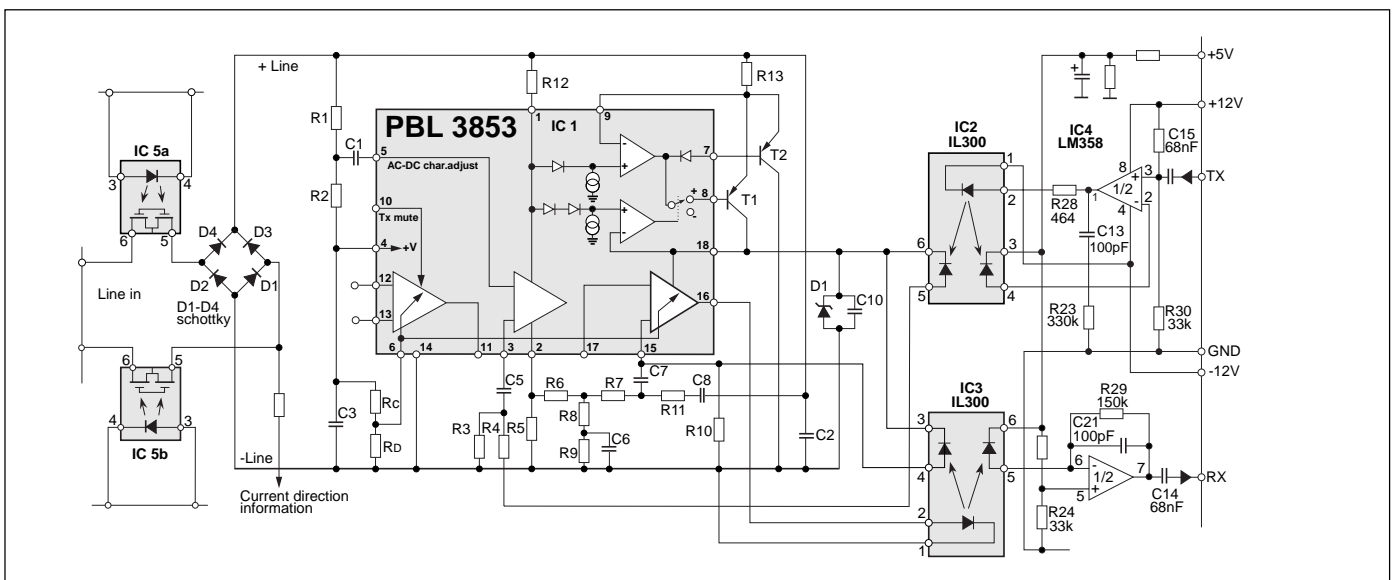 + Line
R12
R13
+5V
+12V
PBL 3853
IC 1
1
9
5
AC-DC char.adjust
R1
C1
R2
10
Tx mute
4
+V
12
13
6
14
11
3
2
17
15
16
18
8
7
T2
T1
-
+
+
-
+
-
IC 5a
3
4
6
5
D4
D3
D2
D1
Line in
D1-D4
schottky
6
5
4
3
IC 5b
-Line
Current direction
information
C3
Rc
RD
R3
R4
C5
R5
R6
R7
R8
R9
C6
C7
R11
C8
R10
C2
D1
C10
IC2
IL300
1
2
3
4
6
5
IC4
LM358
C15
68nF
8
+
3
1/2
1
-
2
4
TX
R28
464
C13
100pF
R23
330k
R30
33k
GND
-12V
IC3
IL300
3
4
2
1
6
5
R29
150k
C21
100pF
6
-
1/2
7
+
5
C14
68nF
RX
R24
33k
+